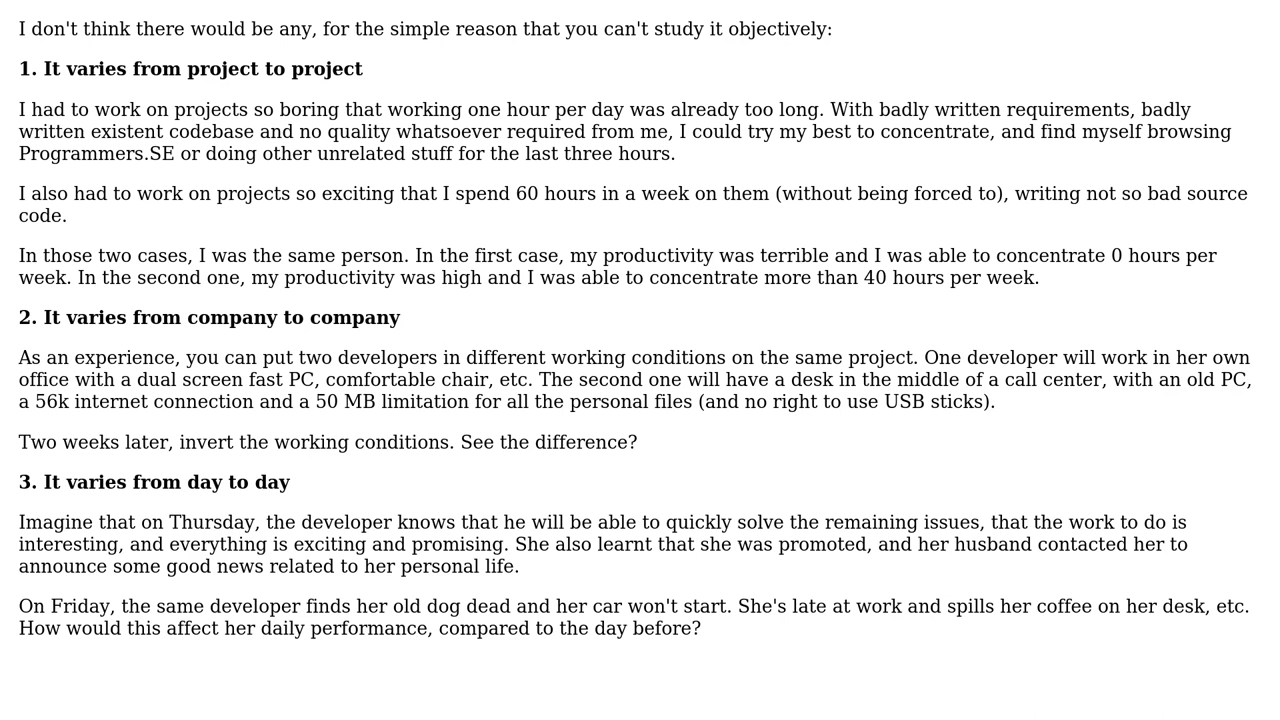 I don't think there would be any, for the simple reason that you can't study it objectively:
1. It varies from project to project
I had to work on projects so boring that working one hour per day was already too long. With badly written requirements, badly
written existent codebase and no quality whatsoever required from me, I could try my best to concentrate, and find myself browsing
Programmers.SE or doing other unrelated stuff for the last three hours.
I also had to work on projects so exciting that I spend 60 hours in a week on them (without being forced to), writing not so bad source
code.
In those two cases, I was the same person. In the first case, my productivity was terrible and I was able to concentrate 0 hours per
week. In the second one, my productivity was high and I was able to concentrate more than 40 hours per week.
2. It varies from company to company
As an experience, you can put two developers in different working conditions on the same project. One developer will work in her own
office with a dual screen fast PC, comfortable chair, etc. The second one will have a desk in the middle of a call center, with an old PC,
a 56k internet connection and a 50 MB limitation for all the personal files (and no right to use USB sticks).
Two weeks later, invert the working conditions. See the difference?
3. It varies from day to day
Imagine that on Thursday, the developer knows that he will be able to quickly solve the remaining issues, that the work to do is
interesting, and everything is exciting and promising. She also learnt that she was promoted, and her husband contacted her to
announce some good news related to her personal life.
On Friday, the same developer finds her old dog dead and her car won't start. She's late at work and spills her coffee on her desk, etc.
How would this affect her daily performance, compared to the day before?